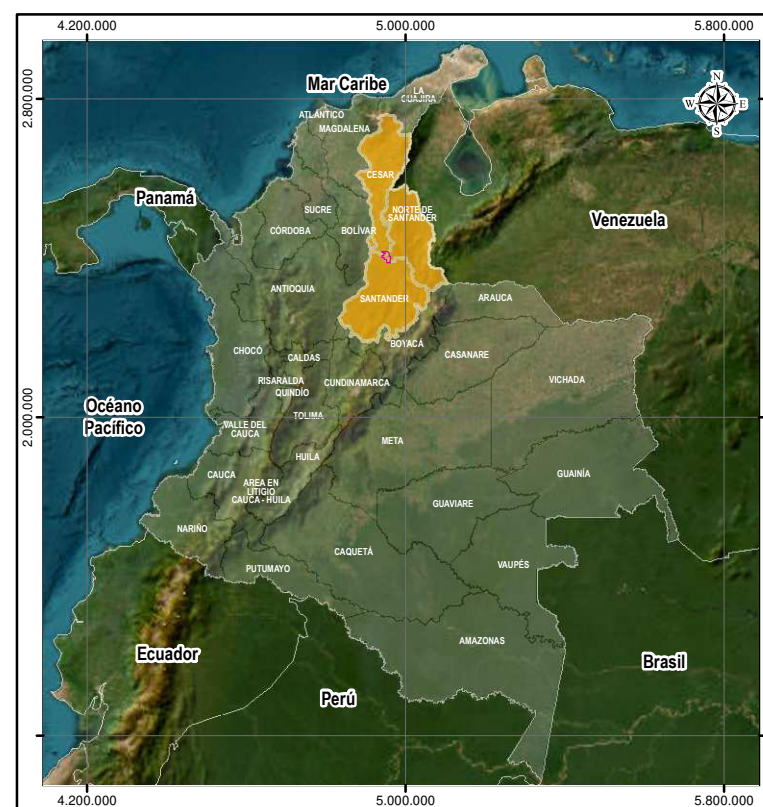 4.200.000
5.000.000
5.800.000
2.800.000
2.000.000
N
W
E
S
Mar Caribe
LA
GUAJIRA
ATLÁNTICO
MAGDALENA
CESAR
Panamá
SUCRE
NORTE DE
SANTANDER
Venezuela
CÓRDOBA
BOLÍVAR
ANTIOQUIA
SANTANDER
ARAUCA
CHOCÓ
BOYACÁ
CALDAS
CASANARE
RISARALDA
CUNDINAMARCA
VICHADA
QUINDÍO
Océano
Pacífico
TOLIMA
VALLE DEL
CAUCA
META
HUILA
CAUCA
AREA EN
LITIGIO
CAUCA - HUILA
GUAINÍA
GUAVIARE
NARIÑO
CAQUETÁ
VAUPÉS
PUTUMAYO
AMAZONAS
Ecuador
Perú
Brasil
4.200.000
5.000.000
5.800.000